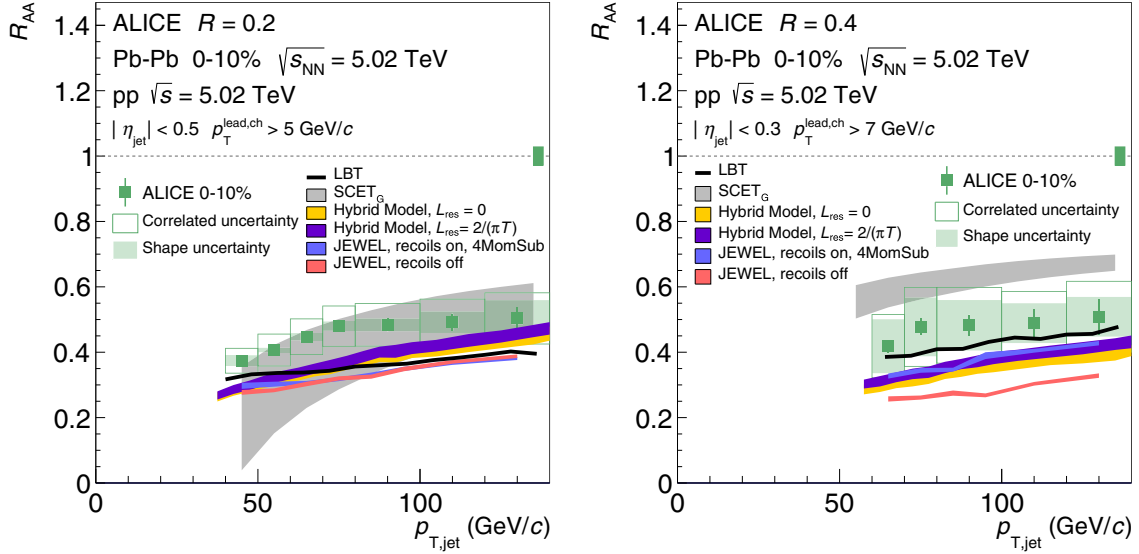 R_AA
1.4
1.2
1
0.8
0.6
0.4
0.2
0
ALICE R = 0.2
Pb-Pb 0-10% √s_NN = 5.02 TeV
pp √s = 5.02 TeV
| η_jet | < 0.5 p_T^lead,ch > 5 GeV/c
ALICE 0-10%
Correlated uncertainty
Shape uncertainty
LBT
SCET_G
Hybrid Model, L_res = 0
Hybrid Model, L_res = 2/(πT)
JEWEL, recoils on, 4MomSub
JEWEL, recoils off
0 50 100
p_T,jet (GeV/c)
R_AA
1.4
1.2
1
0.8
0.6
0.4
0.2
0
ALICE R = 0.4
Pb-Pb 0-10% √s_NN = 5.02 TeV
pp √s = 5.02 TeV
| η_jet | < 0.3 p_T^lead,ch > 7 GeV/c
LBT
SCET_G
Hybrid Model, L_res = 0
Hybrid Model, L_res = 2/(πT)
JEWEL, recoils on, 4MomSub
JEWEL, recoils off
ALICE 0-10%
Correlated uncertainty
Shape uncertainty
0 50 100
p_T,jet (GeV/c)